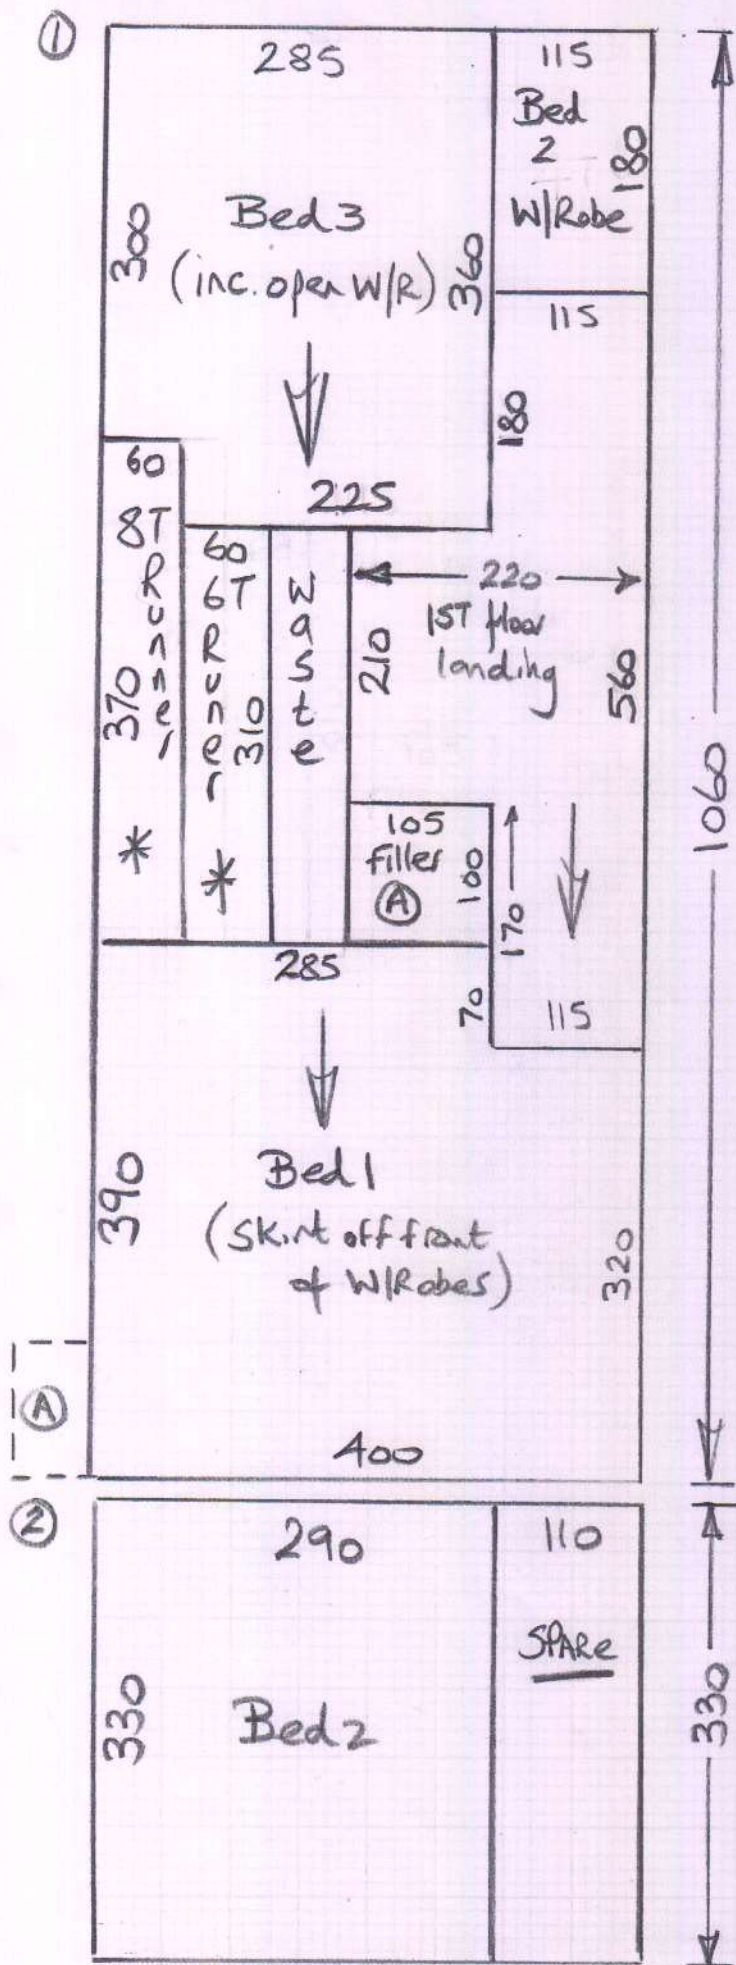 ①
285
115
Bed
2
W/Robe
180
300
Bed 3
(inc. open W/R)
360
115
180
225
60
8T
Runner
370
*
60
6T
Runner
310
*
Waste
210
220
1ST floor
landing
560
1060
105
filler
Ⓐ
100
170
70
115
285
390
Bed 1
(Skirt off front
of W/Robes)
320
Ⓐ
400
②
290
110
SPARe
330
Bed 2
330